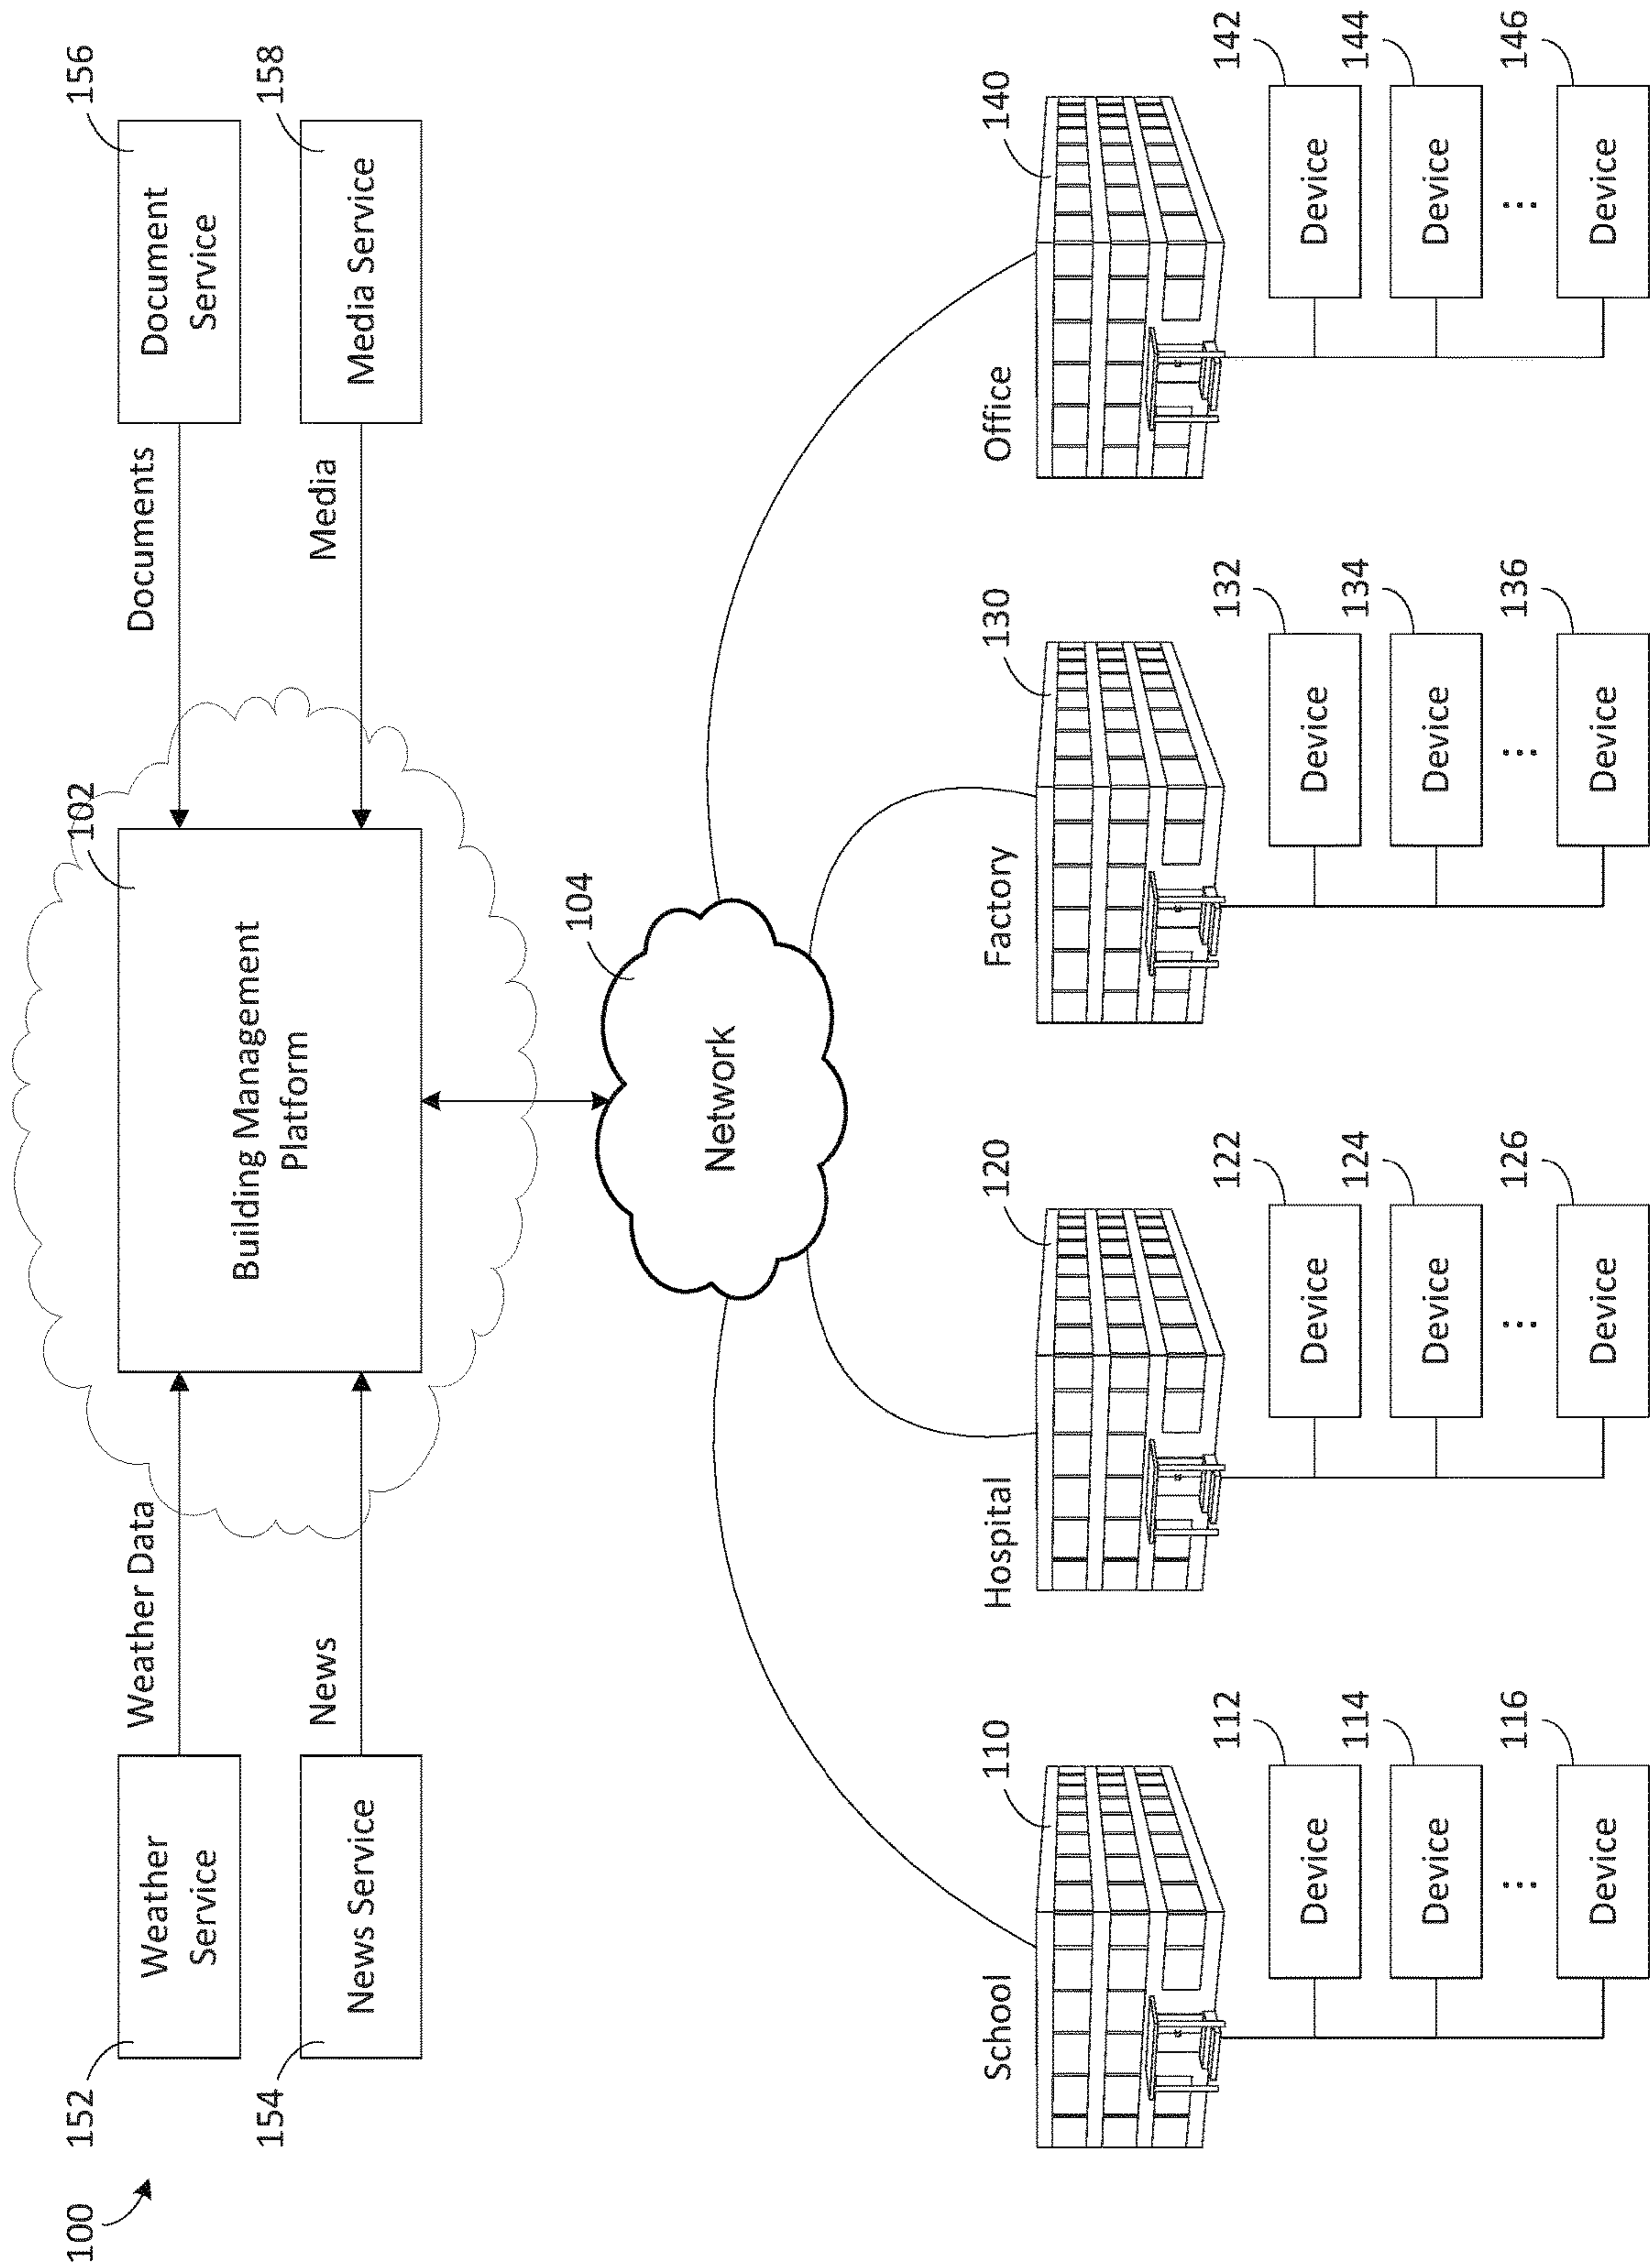 100
152
Weather
Service
Weather Data
154
News Service
News
102
Building Management
Platform
Documents
Document
Service
156
Media
Media Service
158
104
Network
School
110
Hospital
120
Factory
130
Office
140
Device
112
Device
114
Device
116
Device
122
Device
124
Device
126
Device
132
Device
134
Device
136
Device
142
Device
144
Device
146